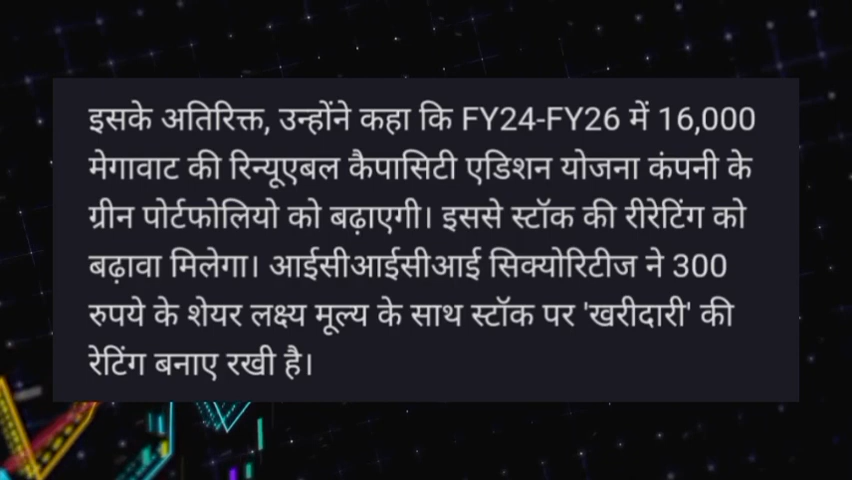 इसके अतिरिक्त, उन्होंने कहा कि FY24-FY26 में 16,000
मेगावाट की रिन्यूएबल कैपासिटी एडिशन योजना कंपनी के
ग्रीन पोर्टफोलियो को बढ़ाएगी। इससे स्टॉक की रीरेटिंग को
बढ़ावा मिलेगा। आईसीआईसीआई सिक्योरिटीज ने 300
रुपये के शेयर लक्ष्य मूल्य के साथ स्टॉक पर 'खरीदारी' की
रेटिंग बनाए रखी है।